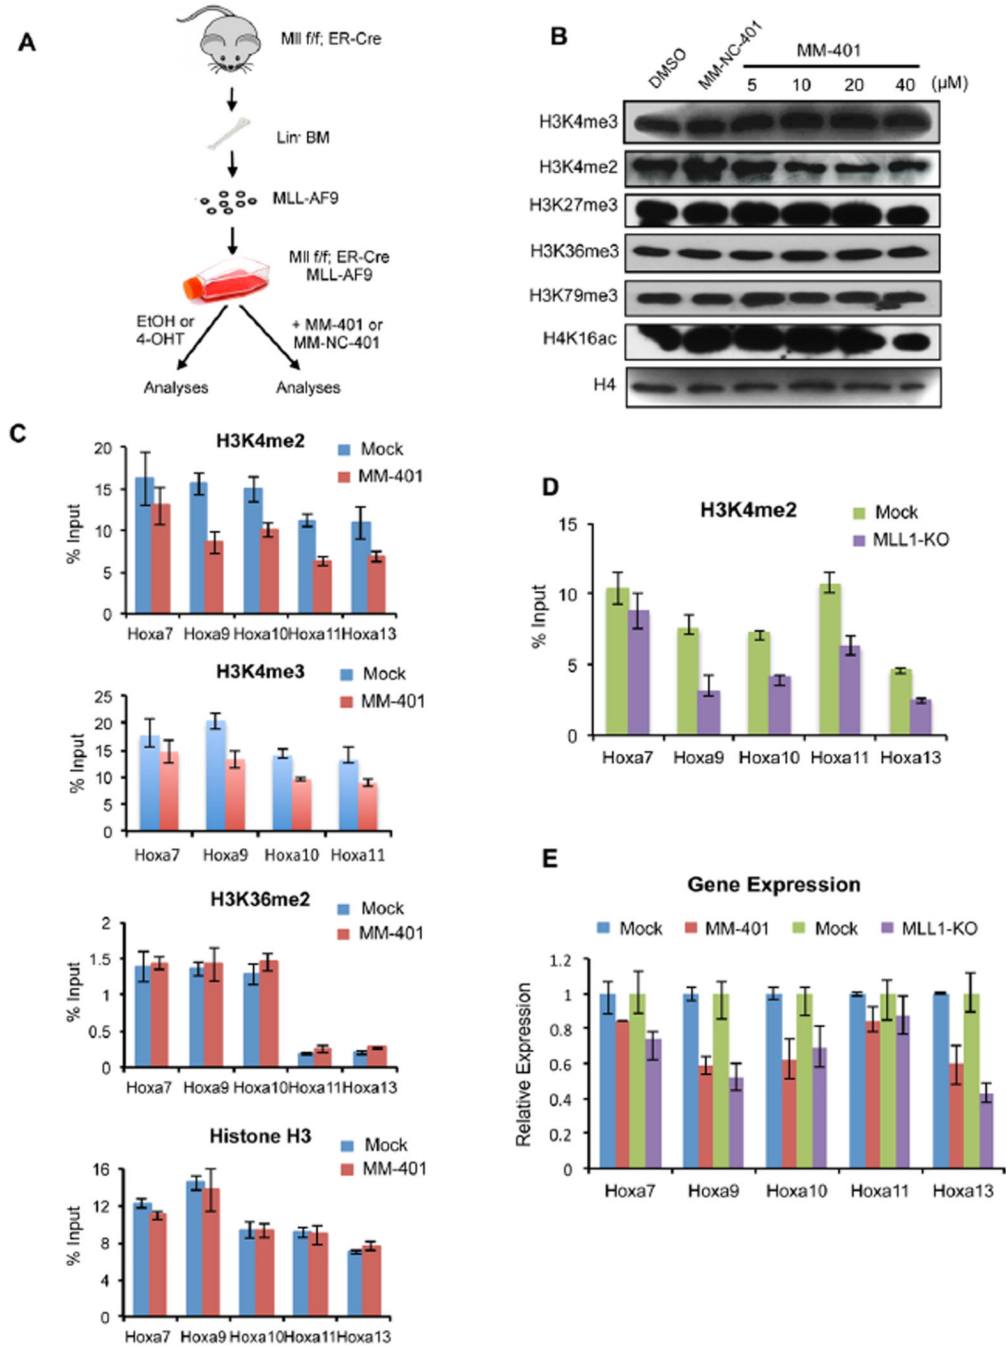 A
Mll f/f; ER-Cre
Lin- BM
MLL-AF9
Mll f/f; ER-Cre
MLL-AF9
EtOH or
4-OHT
+ MM-401 or
MM-NC-401
Analyses
Analyses
B
DMSO
MM-NC-401
MM-401
5 10 20 40 (µM)
H3K4me3
H3K4me2
H3K27me3
H3K36me3
H3K79me3
H4K16ac
H4
C
H3K4me2
Mock
MM-401
% Input
20
15
10
5
0
Hoxa7 Hoxa9 Hoxa10 Hoxa11 Hoxa13
H3K4me3
Mock
MM-401
% Input
25
20
15
10
5
0
Hoxa7 Hoxa9 Hoxa10 Hoxa11
H3K36me2
Mock
MM-401
% Input
2
1.5
1
0.5
0
Hoxa7 Hoxa9 Hoxa10 Hoxa11 Hoxa13
Histone H3
Mock
MM-401
% Input
16
12
8
4
0
Hoxa7 Hoxa9 Hoxa10 Hoxa11 Hoxa13
D
H3K4me2
Mock
MLL1-KO
% Input
15
10
5
0
Hoxa7 Hoxa9 Hoxa10 Hoxa11 Hoxa13
E
Gene Expression
Mock MM-401 Mock MLL1-KO
Relative Expression
1.2
1
0.8
0.6
0.4
0.2
0
Hoxa7 Hoxa9 Hoxa10 Hoxa11 Hoxa13